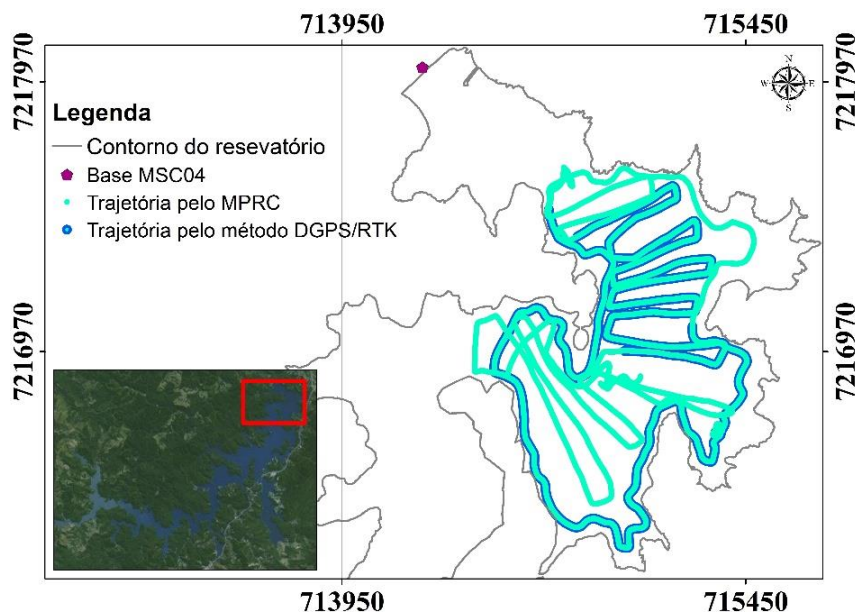 713950 715450
7217970 7217970
N
W E
S
Legenda
Contorno do resevatório
Base MSC04
Trajetória pelo MPRC
Trajetória pelo método DGPS/RTK
7216970 7216970
713950 715450